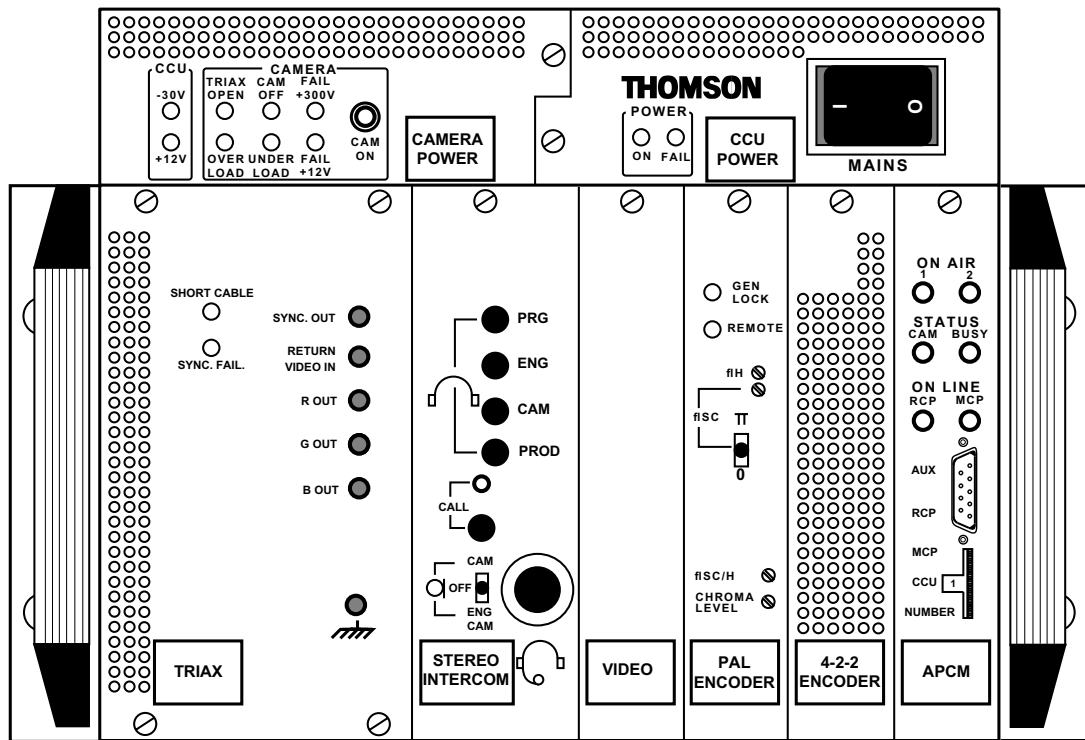 CCU
-30V
+12V
CAMERA
TRIAX OPEN
CAM OFF
FAIL +300V
OVER LOAD
UNDER LOAD
FAIL +12V
CAM ON
CAMERA POWER
THOMSON
POWER
ON
FAIL
CCU POWER
I
O
MAINS
SHORT CABLE
SYNC. FAIL.
SYNC. OUT
RETURN VIDEO IN
R OUT
G OUT
B OUT
TRIAX
PRG
ENG
CAM
PROD
CALL
CAM
OFF
ENG
CAM
STEREO INTERCOM
VIDEO
GEN LOCK
REMOTE
flH
flSC
π
0
flSC/H
CHROMA LEVEL
PAL ENCODER
4-2-2 ENCODER
ON AIR
1
2
STATUS
CAM
BUSY
ON LINE
RCP
MCP
AUX
RCP
MCP
CCU
1
NUMBER
APCM